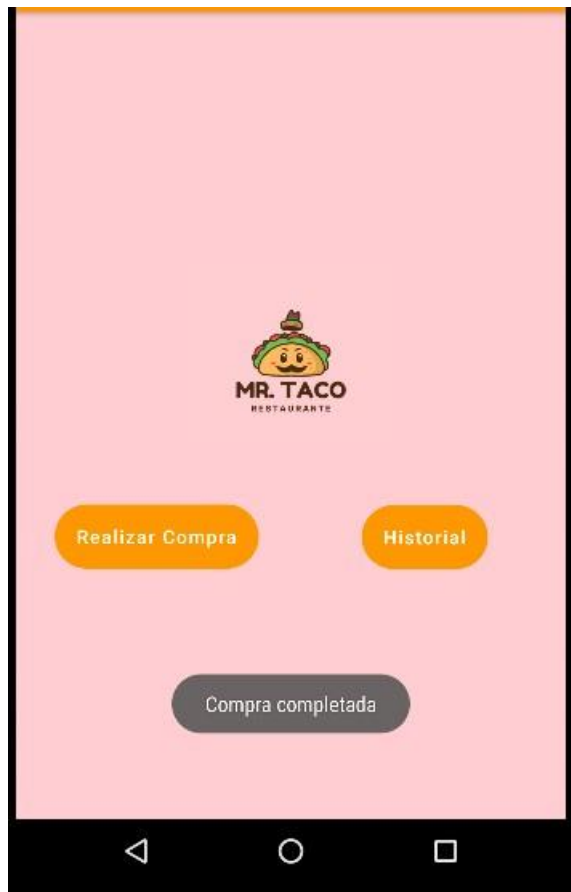 MR. TACO
RESTAURANTE
Realizar Compra
Historial
Compra completada